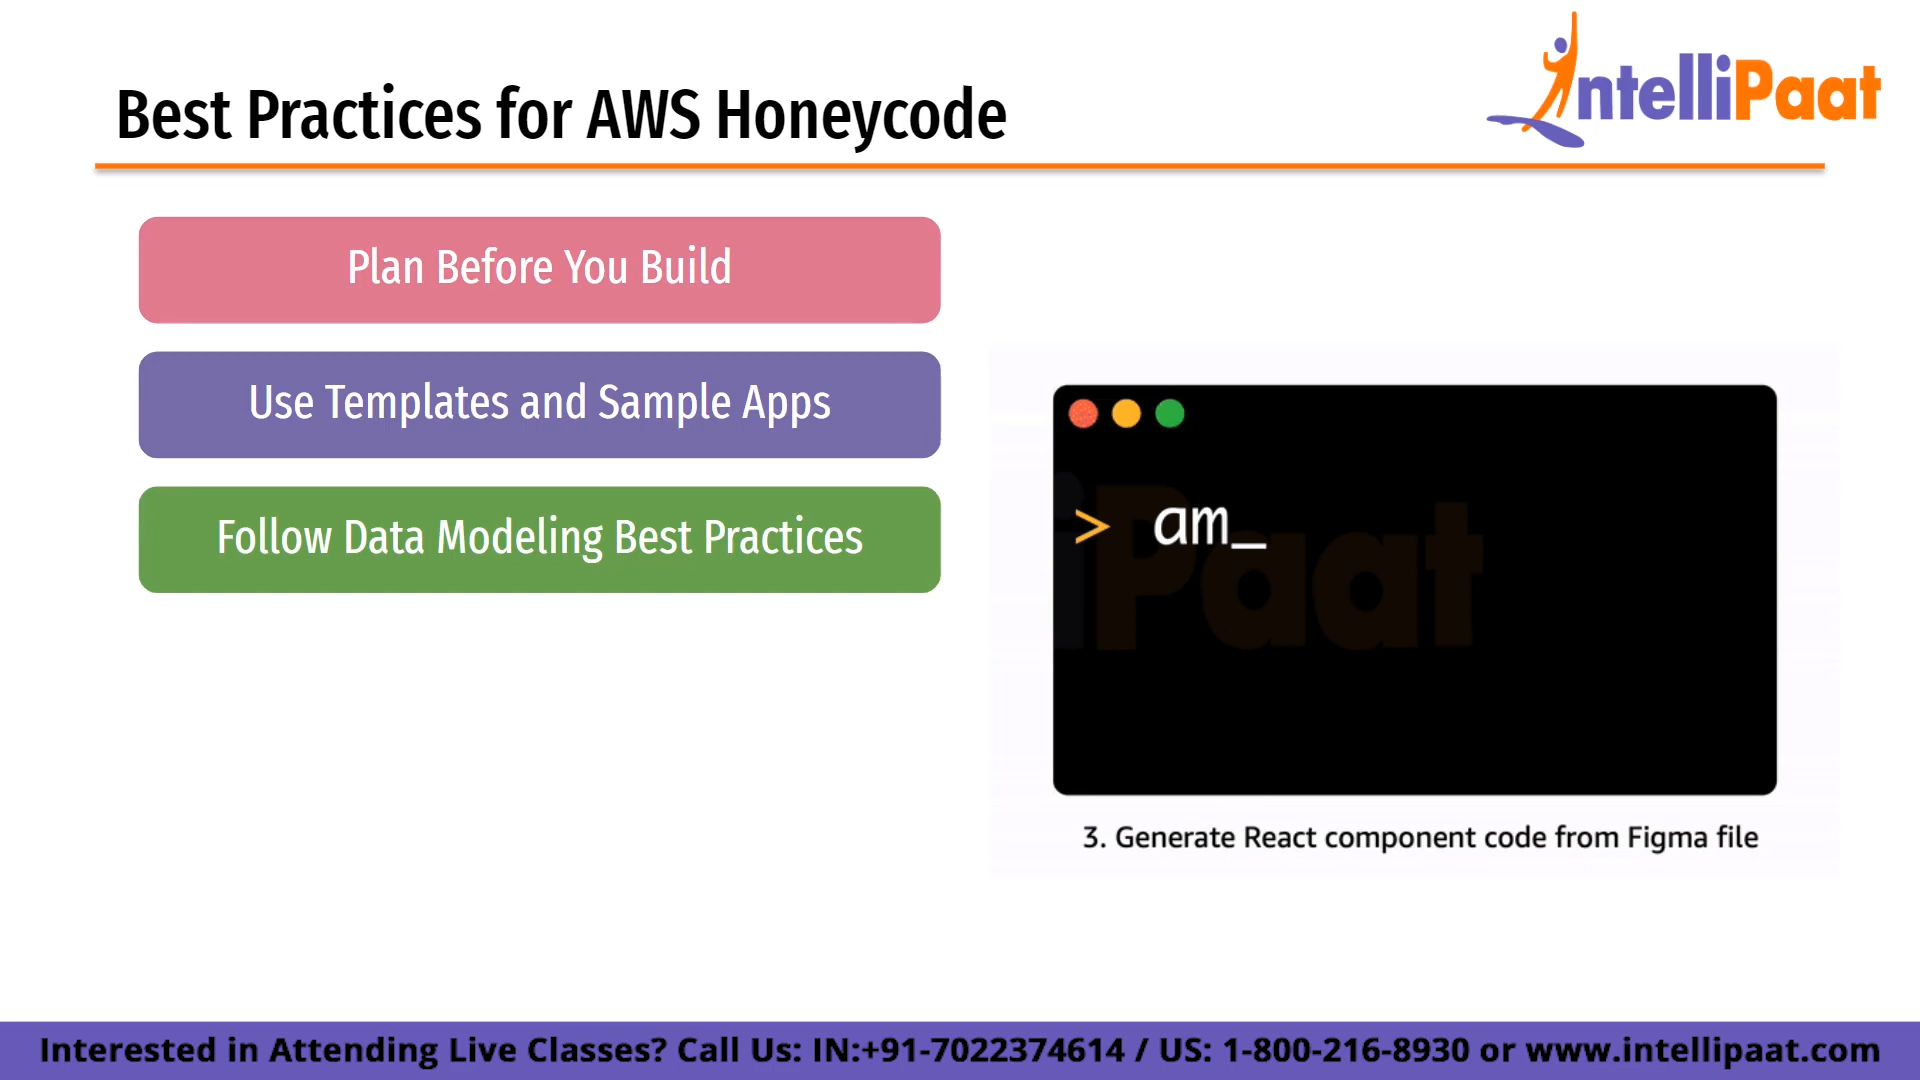 Best Practices for AWS Honeycode
ntelliPaat
Plan Before You Build
Use Templates and Sample Apps
Follow Data Modeling Best Practices
> am_
iPaat
3. Generate React component code from Figma file
Interested in Attending Live Classes? Call Us: IN:+91-7022374614 / US: 1-800-216-8930 or www.intellipaat.com